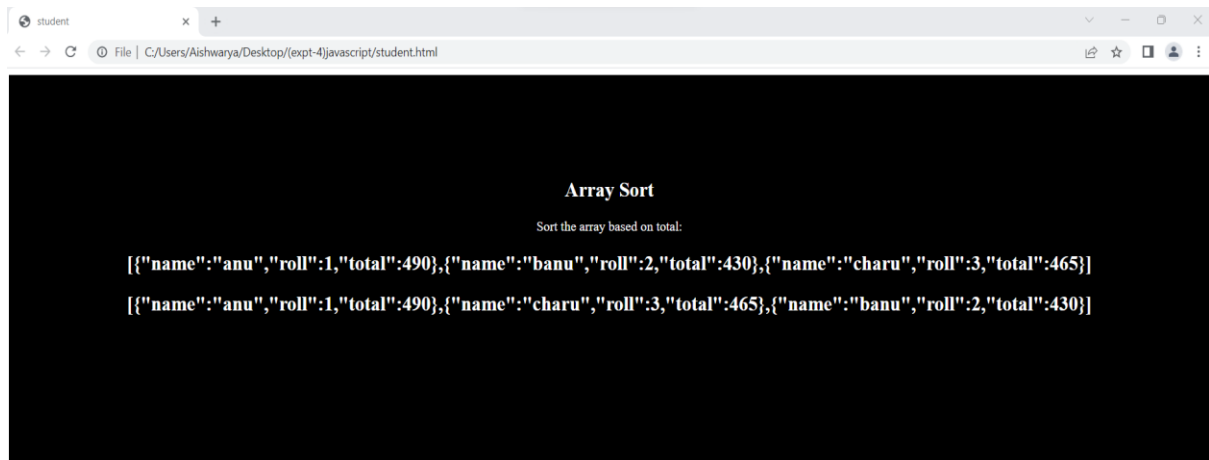 student
File | C:/Users/Aishwarya/Desktop/(expt-4)javascript/student.html
Array Sort
Sort the array based on total:
[{"name":"anu","roll":1,"total":490},{"name":"banu","roll":2,"total":430},{"name":"charu","roll":3,"total":465}]
[{"name":"anu","roll":1,"total":490},{"name":"charu","roll":3,"total":465},{"name":"banu","roll":2,"total":430}]